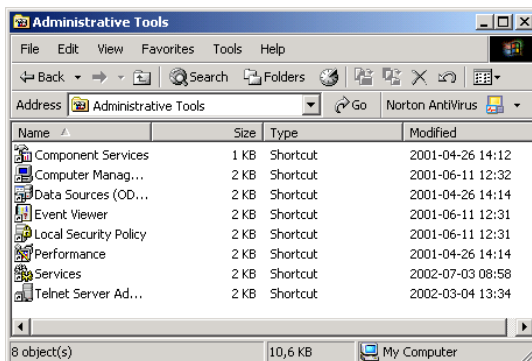 Administrative Tools
File Edit View Favorites Tools Help
Back Search Folders
Address Administrative Tools Go Norton AntiVirus
Name Size Type Modified
Component Services 1 KB Shortcut 2001-04-26 14:12
Computer Manag... 2 KB Shortcut 2001-06-11 12:32
Data Sources (OD... 2 KB Shortcut 2001-04-26 14:14
Event Viewer 2 KB Shortcut 2001-06-11 12:31
Local Security Policy 2 KB Shortcut 2001-06-11 12:31
Performance 2 KB Shortcut 2001-04-26 14:14
Services 2 KB Shortcut 2002-07-03 08:58
Telnet Server Ad... 2 KB Shortcut 2002-03-04 13:34
8 object(s) 10,6 KB My Computer